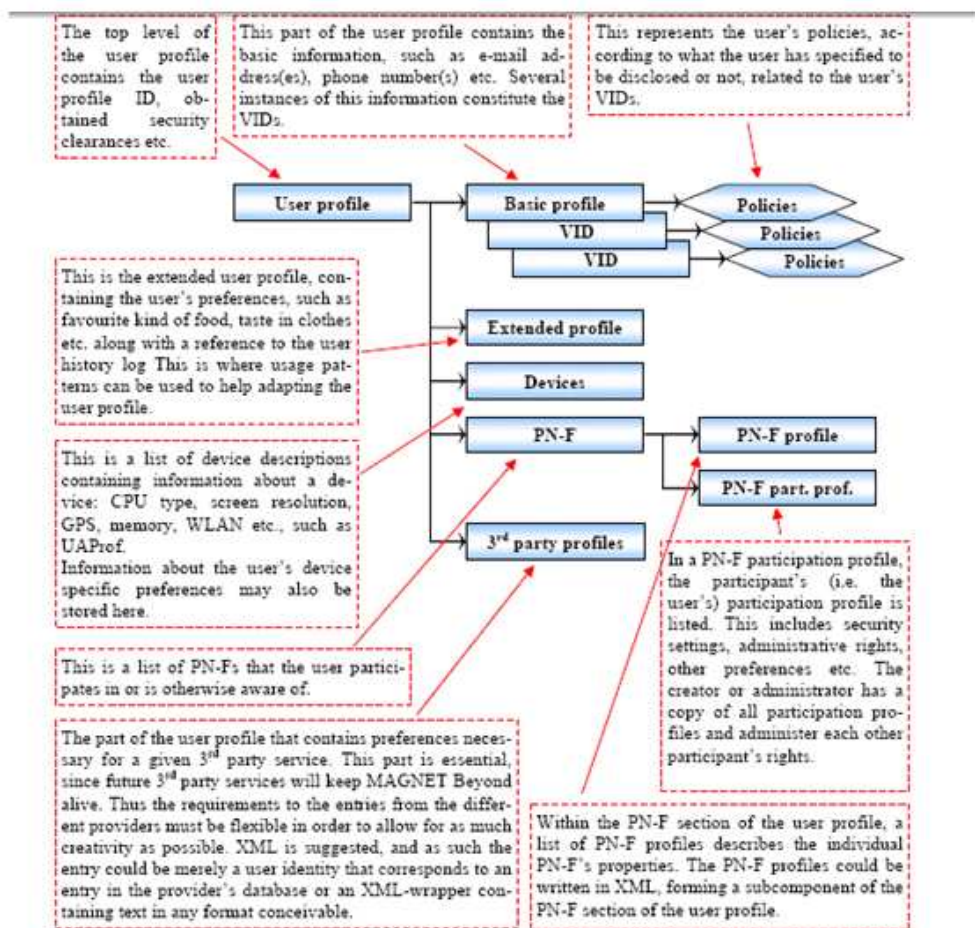 The top level of
the user profile
contains the user
profile ID, ob-
tained security
clearances etc.
This part of the user profile contains the
basic information, such as e-mail ad-
dress(es), phone number(s) etc. Several
instances of this information constitute the
VIDs.
This represents the user's policies, ac-
cording to what the user has specified to
be disclosed or not, related to the user's
VIDs.
User profile
Basic profile
Policies
VID
Policies
VID
Policies
This is the extended user profile, con-
taining the user's preferences, such as
favourite kind of food, taste in clothes
etc. along with a reference to the user
history log This is where usage pat-
terns can be used to help adapting the
user profile.
Extended profile
Devices
PN-F
PN-F profile
PN-F part. prof.
3rd party profiles
This is a list of device descriptions
containing information about a de-
vice: CPU type, screen resolution,
GPS, memory, WLAN etc., such as
UAProf.
Information about the user's device
specific preferences may also be
stored here.
In a PN-F participation profile,
the participant's (i.e. the
user's) participation profile is
listed. This includes security
settings, administrative rights,
other preferences etc. The
creator or administrator has a
copy of all participation pro-
files and administer each other
participant's rights.
This is a list of PN-Fs that the user partici-
pates in or is otherwise aware of.
The part of the user profile that contains preferences neces-
sary for a given 3rd party service. This part is essential,
since future 3rd party services will keep MAGNET Beyond
alive. Thus the requirements to the entries from the differ-
ent providers must be flexible in order to allow for as much
creativity as possible. XML is suggested, and as such the
entry could be merely a user identity that corresponds to an
entry in the provider's database or an XML-wrapper con-
taining text in any format conceivable.
Within the PN-F section of the user profile, a
list of PN-F profiles describes the individual
PN-F's properties. The PN-F profiles could be
written in XML, forming a subcomponent of the
PN-F section of the user profile.